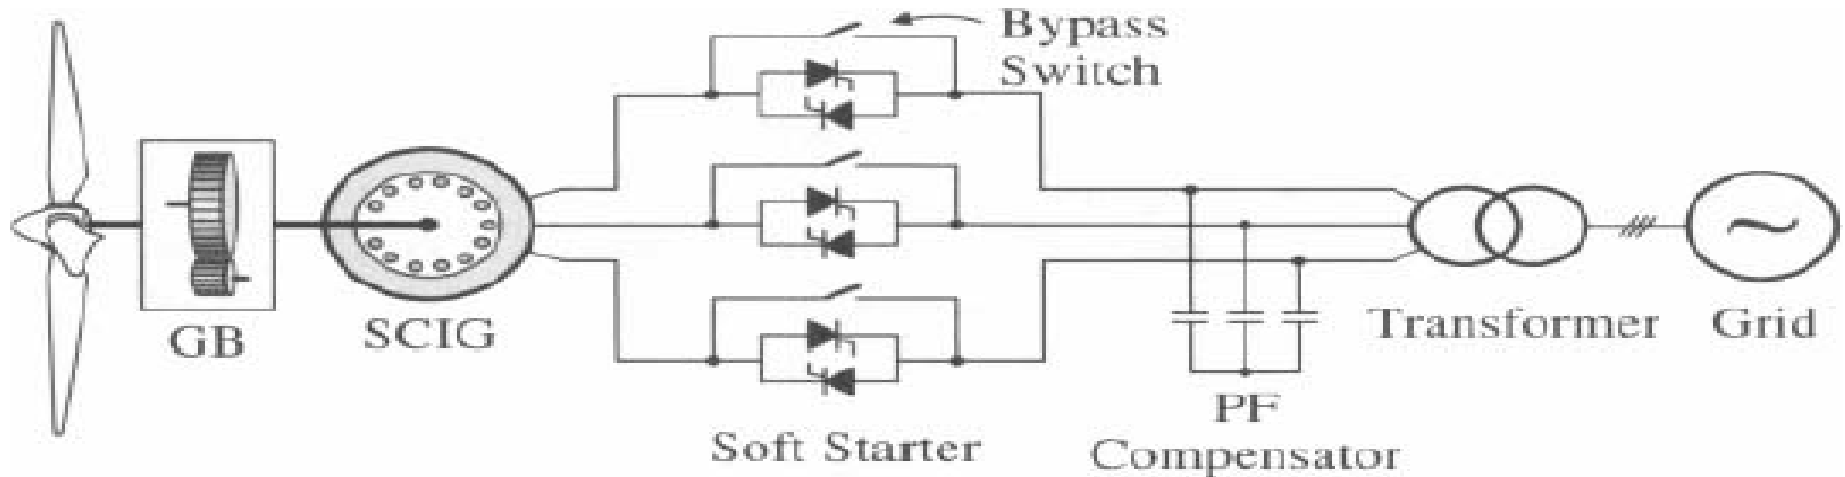 Bypass
Switch
GB
SCIG
Transformer
Grid
PF
Compensator
Soft Starter